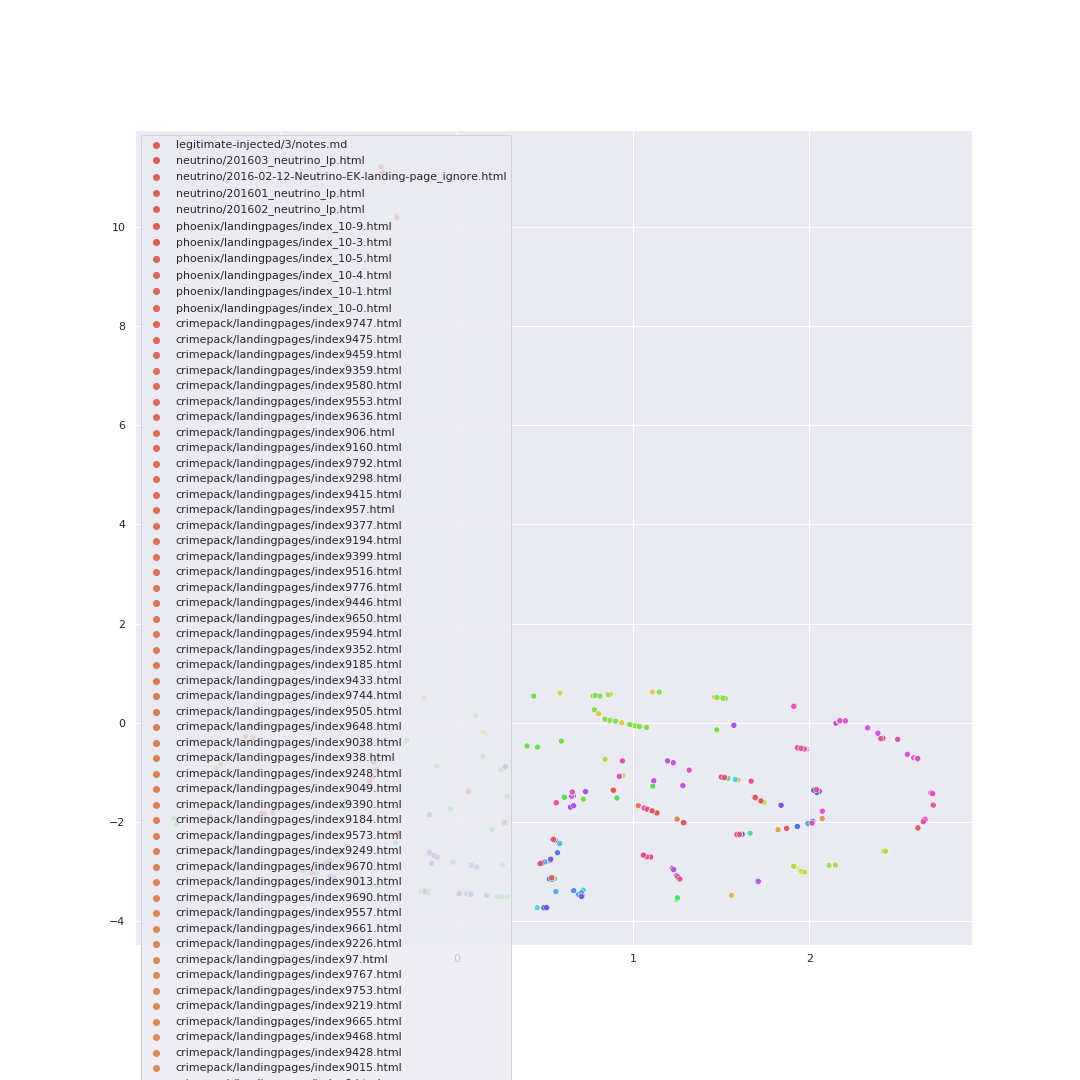 legitimate-injected/3/notes.md
neutrino/201603_neutrino_lp.html
neutrino/2016-02-12-Neutrino-EK-landing-page_ignore.html
neutrino/201601_neutrino_lp.html
neutrino/201602_neutrino_lp.html
phoenix/landingpages/index_10-9.html
phoenix/landingpages/index_10-3.html
phoenix/landingpages/index_10-5.html
phoenix/landingpages/index_10-4.html
phoenix/landingpages/index_10-1.html
phoenix/landingpages/index_10-0.html
crimepack/landingpages/index9747.html
crimepack/landingpages/index9475.html
crimepack/landingpages/index9459.html
crimepack/landingpages/index9359.html
crimepack/landingpages/index9580.html
crimepack/landingpages/index9553.html
crimepack/landingpages/index9636.html
crimepack/landingpages/index906.html
crimepack/landingpages/index9160.html
crimepack/landingpages/index9792.html
crimepack/landingpages/index9298.html
crimepack/landingpages/index9415.html
crimepack/landingpages/index957.html
crimepack/landingpages/index9377.html
crimepack/landingpages/index9194.html
crimepack/landingpages/index9399.html
crimepack/landingpages/index9516.html
crimepack/landingpages/index9776.html
crimepack/landingpages/index9446.html
crimepack/landingpages/index9650.html
crimepack/landingpages/index9594.html
crimepack/landingpages/index9352.html
crimepack/landingpages/index9185.html
crimepack/landingpages/index9433.html
crimepack/landingpages/index9744.html
crimepack/landingpages/index9505.html
crimepack/landingpages/index9648.html
crimepack/landingpages/index9038.html
crimepack/landingpages/index938.html
crimepack/landingpages/index9248.html
crimepack/landingpages/index9049.html
crimepack/landingpages/index9390.html
crimepack/landingpages/index9184.html
crimepack/landingpages/index9573.html
crimepack/landingpages/index9249.html
crimepack/landingpages/index9670.html
crimepack/landingpages/index9013.html
crimepack/landingpages/index9690.html
crimepack/landingpages/index9557.html
crimepack/landingpages/index9661.html
crimepack/landingpages/index9226.html
crimepack/landingpages/index97.html
crimepack/landingpages/index9767.html
crimepack/landingpages/index9753.html
crimepack/landingpages/index9219.html
crimepack/landingpages/index9665.html
crimepack/landingpages/index9468.html
crimepack/landingpages/index9428.html
crimepack/landingpages/index9015.html
10
8
6
4
2
0
−2
−4
0
1
2